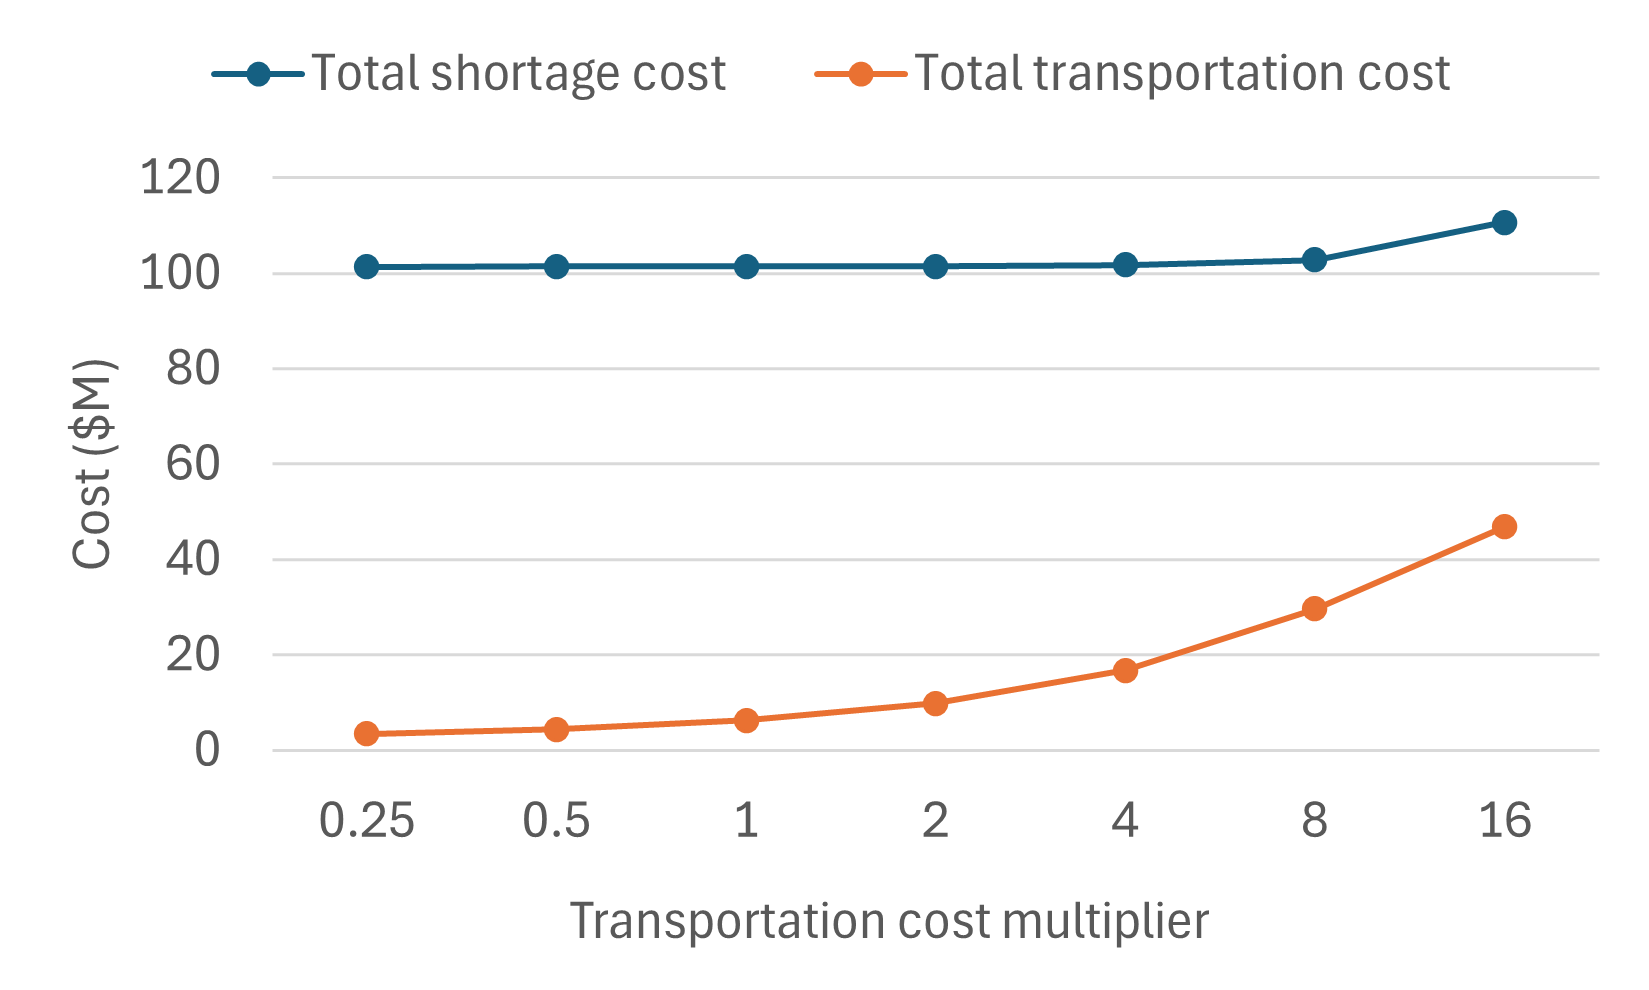 Total shortage cost Total transportation cost
120
100
80
60
40
20
0
Cost ($M)
0.25 0.5 1 2 4 8 16
Transportation cost multiplier